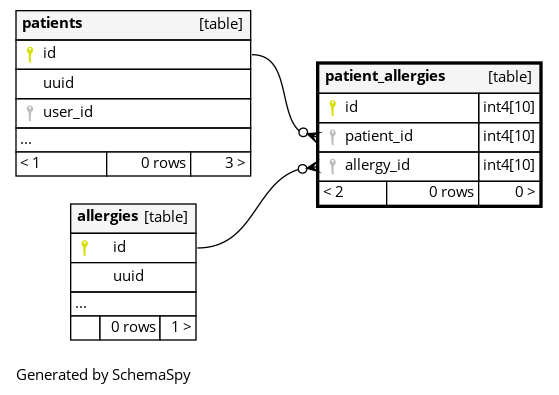 patients [table]
id
uuid
user_id
...
< 1 0 rows 3 >
patient_allergies [table]
id int4[10]
patient_id int4[10]
allergy_id int4[10]
< 2 0 rows 0 >
allergies [table]
id
uuid
...
0 rows 1 >
Generated by SchemaSpy